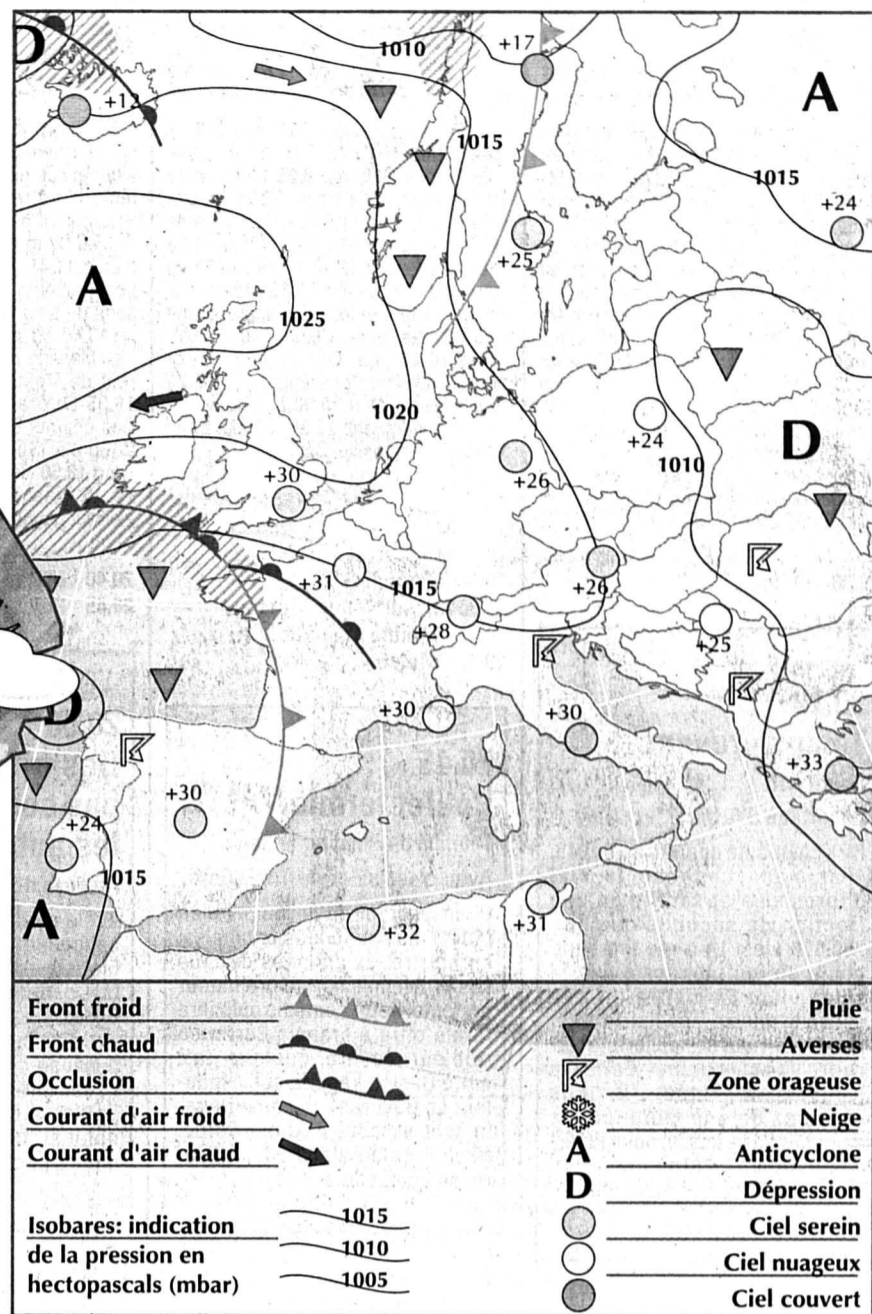 D
1010
+17
A
+12
1015
1015
+24
+25
A
1025
1020
+24
1010
D
+30
+26
+31
1015
+26
+28
+25
D
+30
+30
+33
+30
+24
1015
A
+32
+31
Front froid
Front chaud
Occlusion
Courant d'air froid
Courant d'air chaud
Isobares: indication
de la pression en
hectopascals (mbar)
1015
1010
1005
Pluie
Averses
Zone orageuse
Neige
A Anticyclone
D Dépression
Ciel serein
Ciel nuageux
Ciel couvert